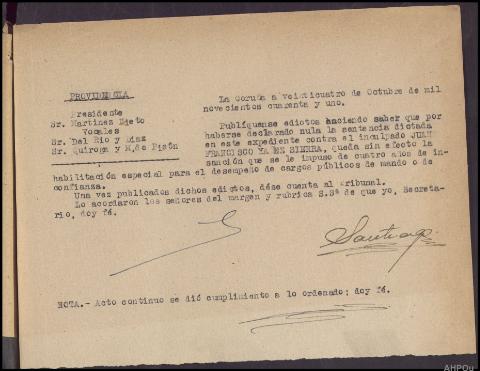 PROVIDENCIA
Presidente
Sr. Martinez Nieto
Vocales
Sr. Del Rio y Diaz
Sr. Quiroga y M. de Pisón
La Coruña a veinticuatro de Octubre de mil
novecientos cuarenta y uno.
Publíquense edictos haciendo saber que por
haberse declarado nula la sentencia dictada
en este expediente contra el inculpado JUAN
FRANCISCO SIERRA, queda sin efecto la
sanción que se le impuso de cuatro años de in-
habilitación especial para el desempeño de cargos públicos de mando o de
confianza.
Una vez publicados dichos edictos, dése cuenta al Tribunal.
Lo acordaron los señores del margen y rubrica S.Sª de que yo, Secreta-
rio, doy fé.
Santiago
NOTA.- Acto continuo se dió cumplimiento a lo ordenado; doy fé.
AHPOu